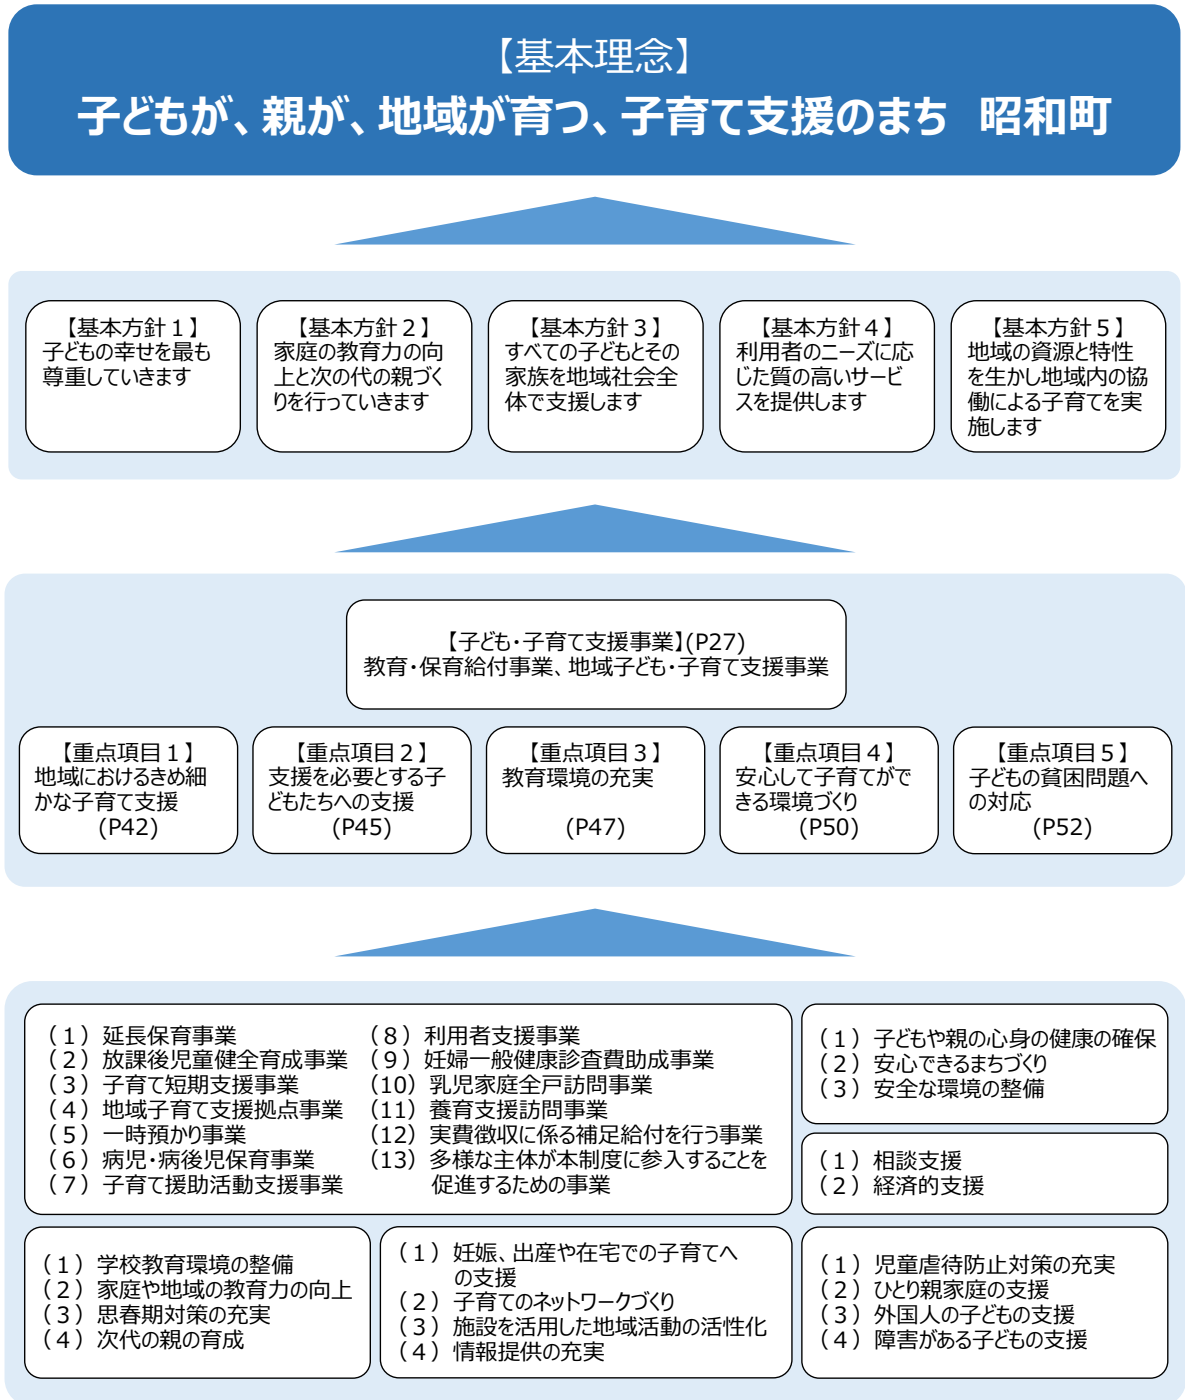 【基本理念】
子どもが、親が、地域が育つ、子育て支援のまち　昭和町
【基本方針１】
子どもの幸せを最も
尊重していきます
【基本方針２】
家庭の教育力の向
上と次の代の親づく
りを行っていきます
【基本方針３】
すべての子どもとその
家族を地域社会全
体で支援します
【基本方針４】
利用者のニーズに応
じた質の高いサービ
スを提供します
【基本方針５】
地域の資源と特性
を生かし地域内の協
働による子育てを実
施します
【子ども・子育て支援事業】(P27)
教育・保育給付事業、地域子ども・子育て支援事業
【重点項目１】
地域におけるきめ細
かな子育て支援
(P42)
【重点項目２】
支援を必要とする子
どもたちへの支援
(P45)
【重点項目３】
教育環境の充実
(P47)
【重点項目４】
安心して子育てがで
きる環境づくり
(P50)
【重点項目５】
子どもの貧困問題へ
の対応
(P52)
（１）延長保育事業
（２）放課後児童健全育成事業
（３）子育て短期支援事業
（４）地域子育て支援拠点事業
（５）一時預かり事業
（６）病児・病後児保育事業
（７）子育て援助活動支援事業
（８）利用者支援事業
（９）妊婦一般健康診査費助成事業
（10）乳児家庭全戸訪問事業
（11）養育支援訪問事業
（12）実費徴収に係る補足給付を行う事業
（13）多様な主体が本制度に参入することを
促進するための事業
（１）子どもや親の心身の健康の確保
（２）安心できるまちづくり
（３）安全な環境の整備
（１）相談支援
（２）経済的支援
（１）学校教育環境の整備
（２）家庭や地域の教育力の向上
（３）思春期対策の充実
（４）次代の親の育成
（１）妊娠、出産や在宅での子育てへ
の支援
（２）子育てのネットワークづくり
（３）施設を活用した地域活動の活性化
（４）情報提供の充実
（１）児童虐待防止対策の充実
（２）ひとり親家庭の支援
（３）外国人の子どもの支援
（４）障害がある子どもの支援